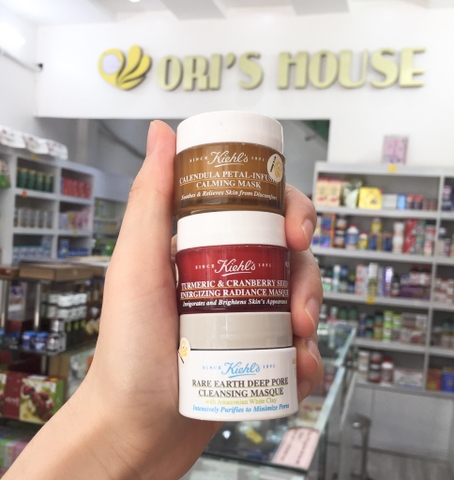 ORI'S HOUSE
SINCE Kiehl's 1851
CALENDULA PETAL-INFUSED
CALMING MASK
Soothes & Relieves Skin from Discomfort
SINCE Kiehl's 1851
TURMERIC & CRANBERRY SEED
ENERGIZING RADIANCE MASQUE
Invigorates and Brightens Skin's Appearance
SINCE Kiehl's 1851
RARE EARTH DEEP PORE
CLEANSING MASQUE
with Amazonian White Clay
Intensively Purifies to Minimize Pores